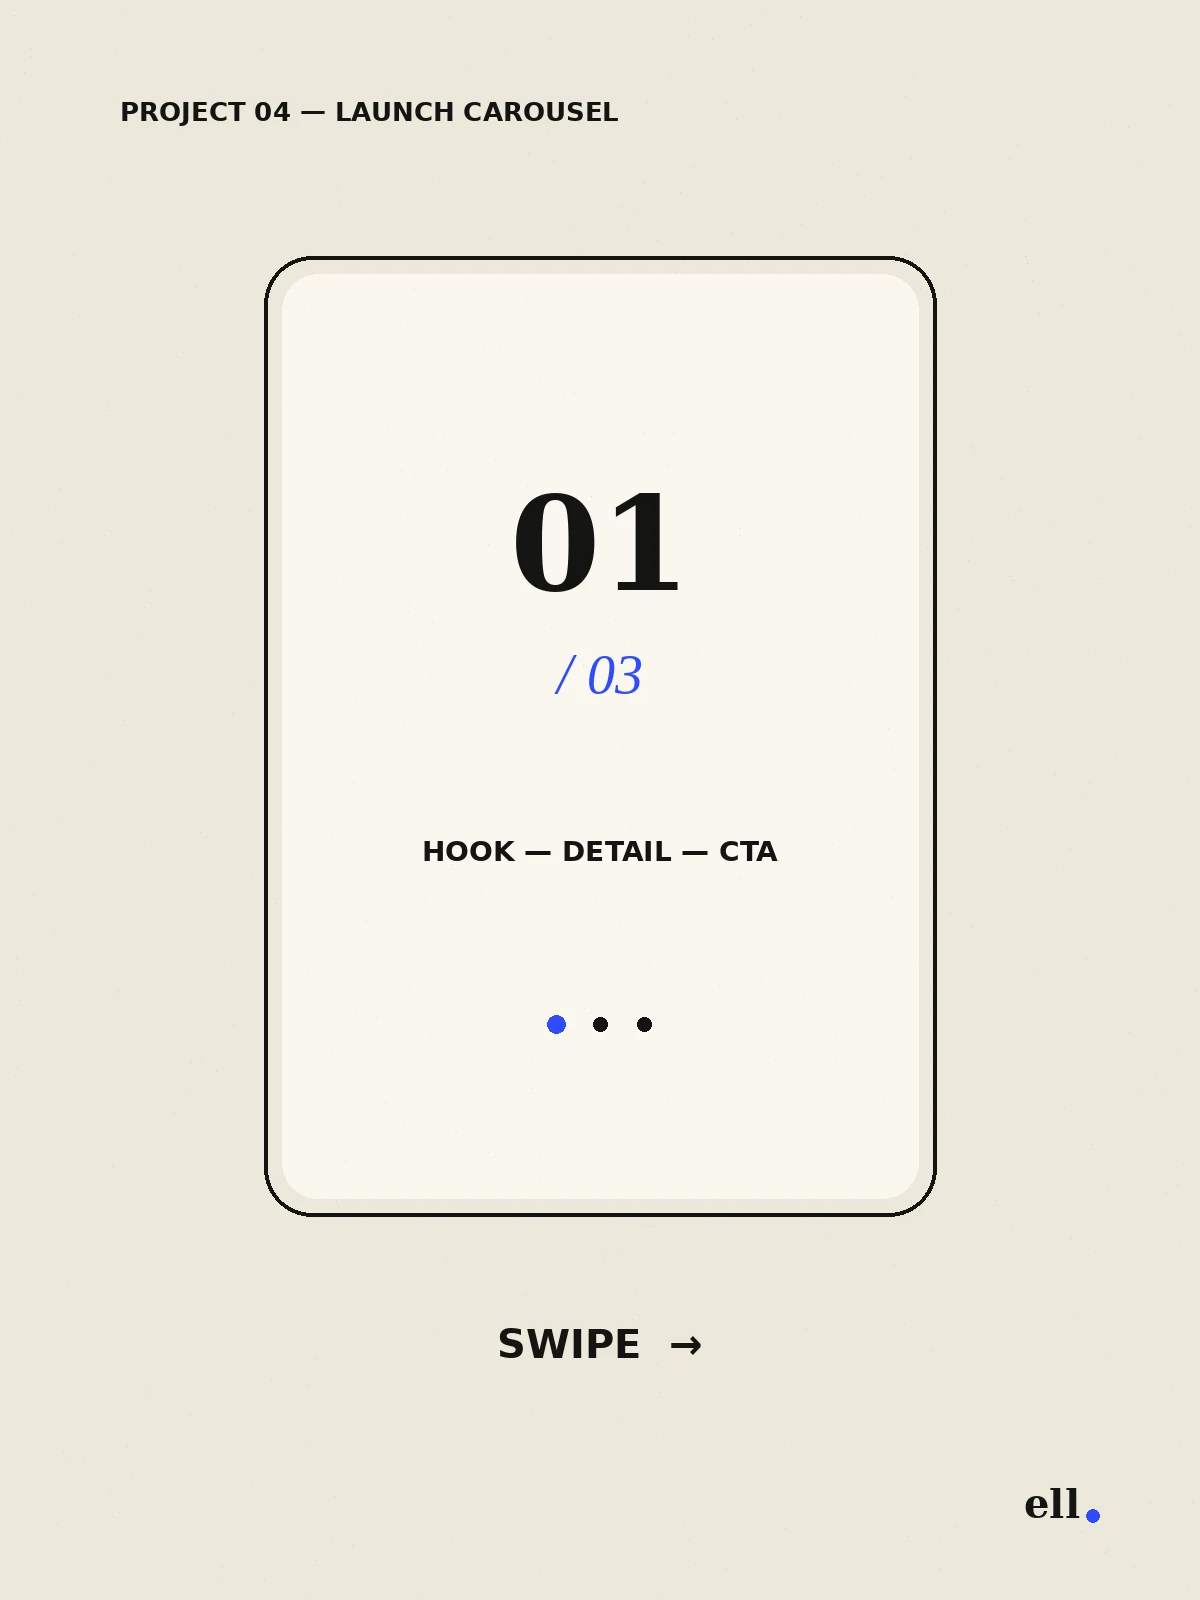 PROJECT 04 — LAUNCH CAROUSEL
01
/ 03
HOOK — DETAIL — CTA
SWIPE →
ell.